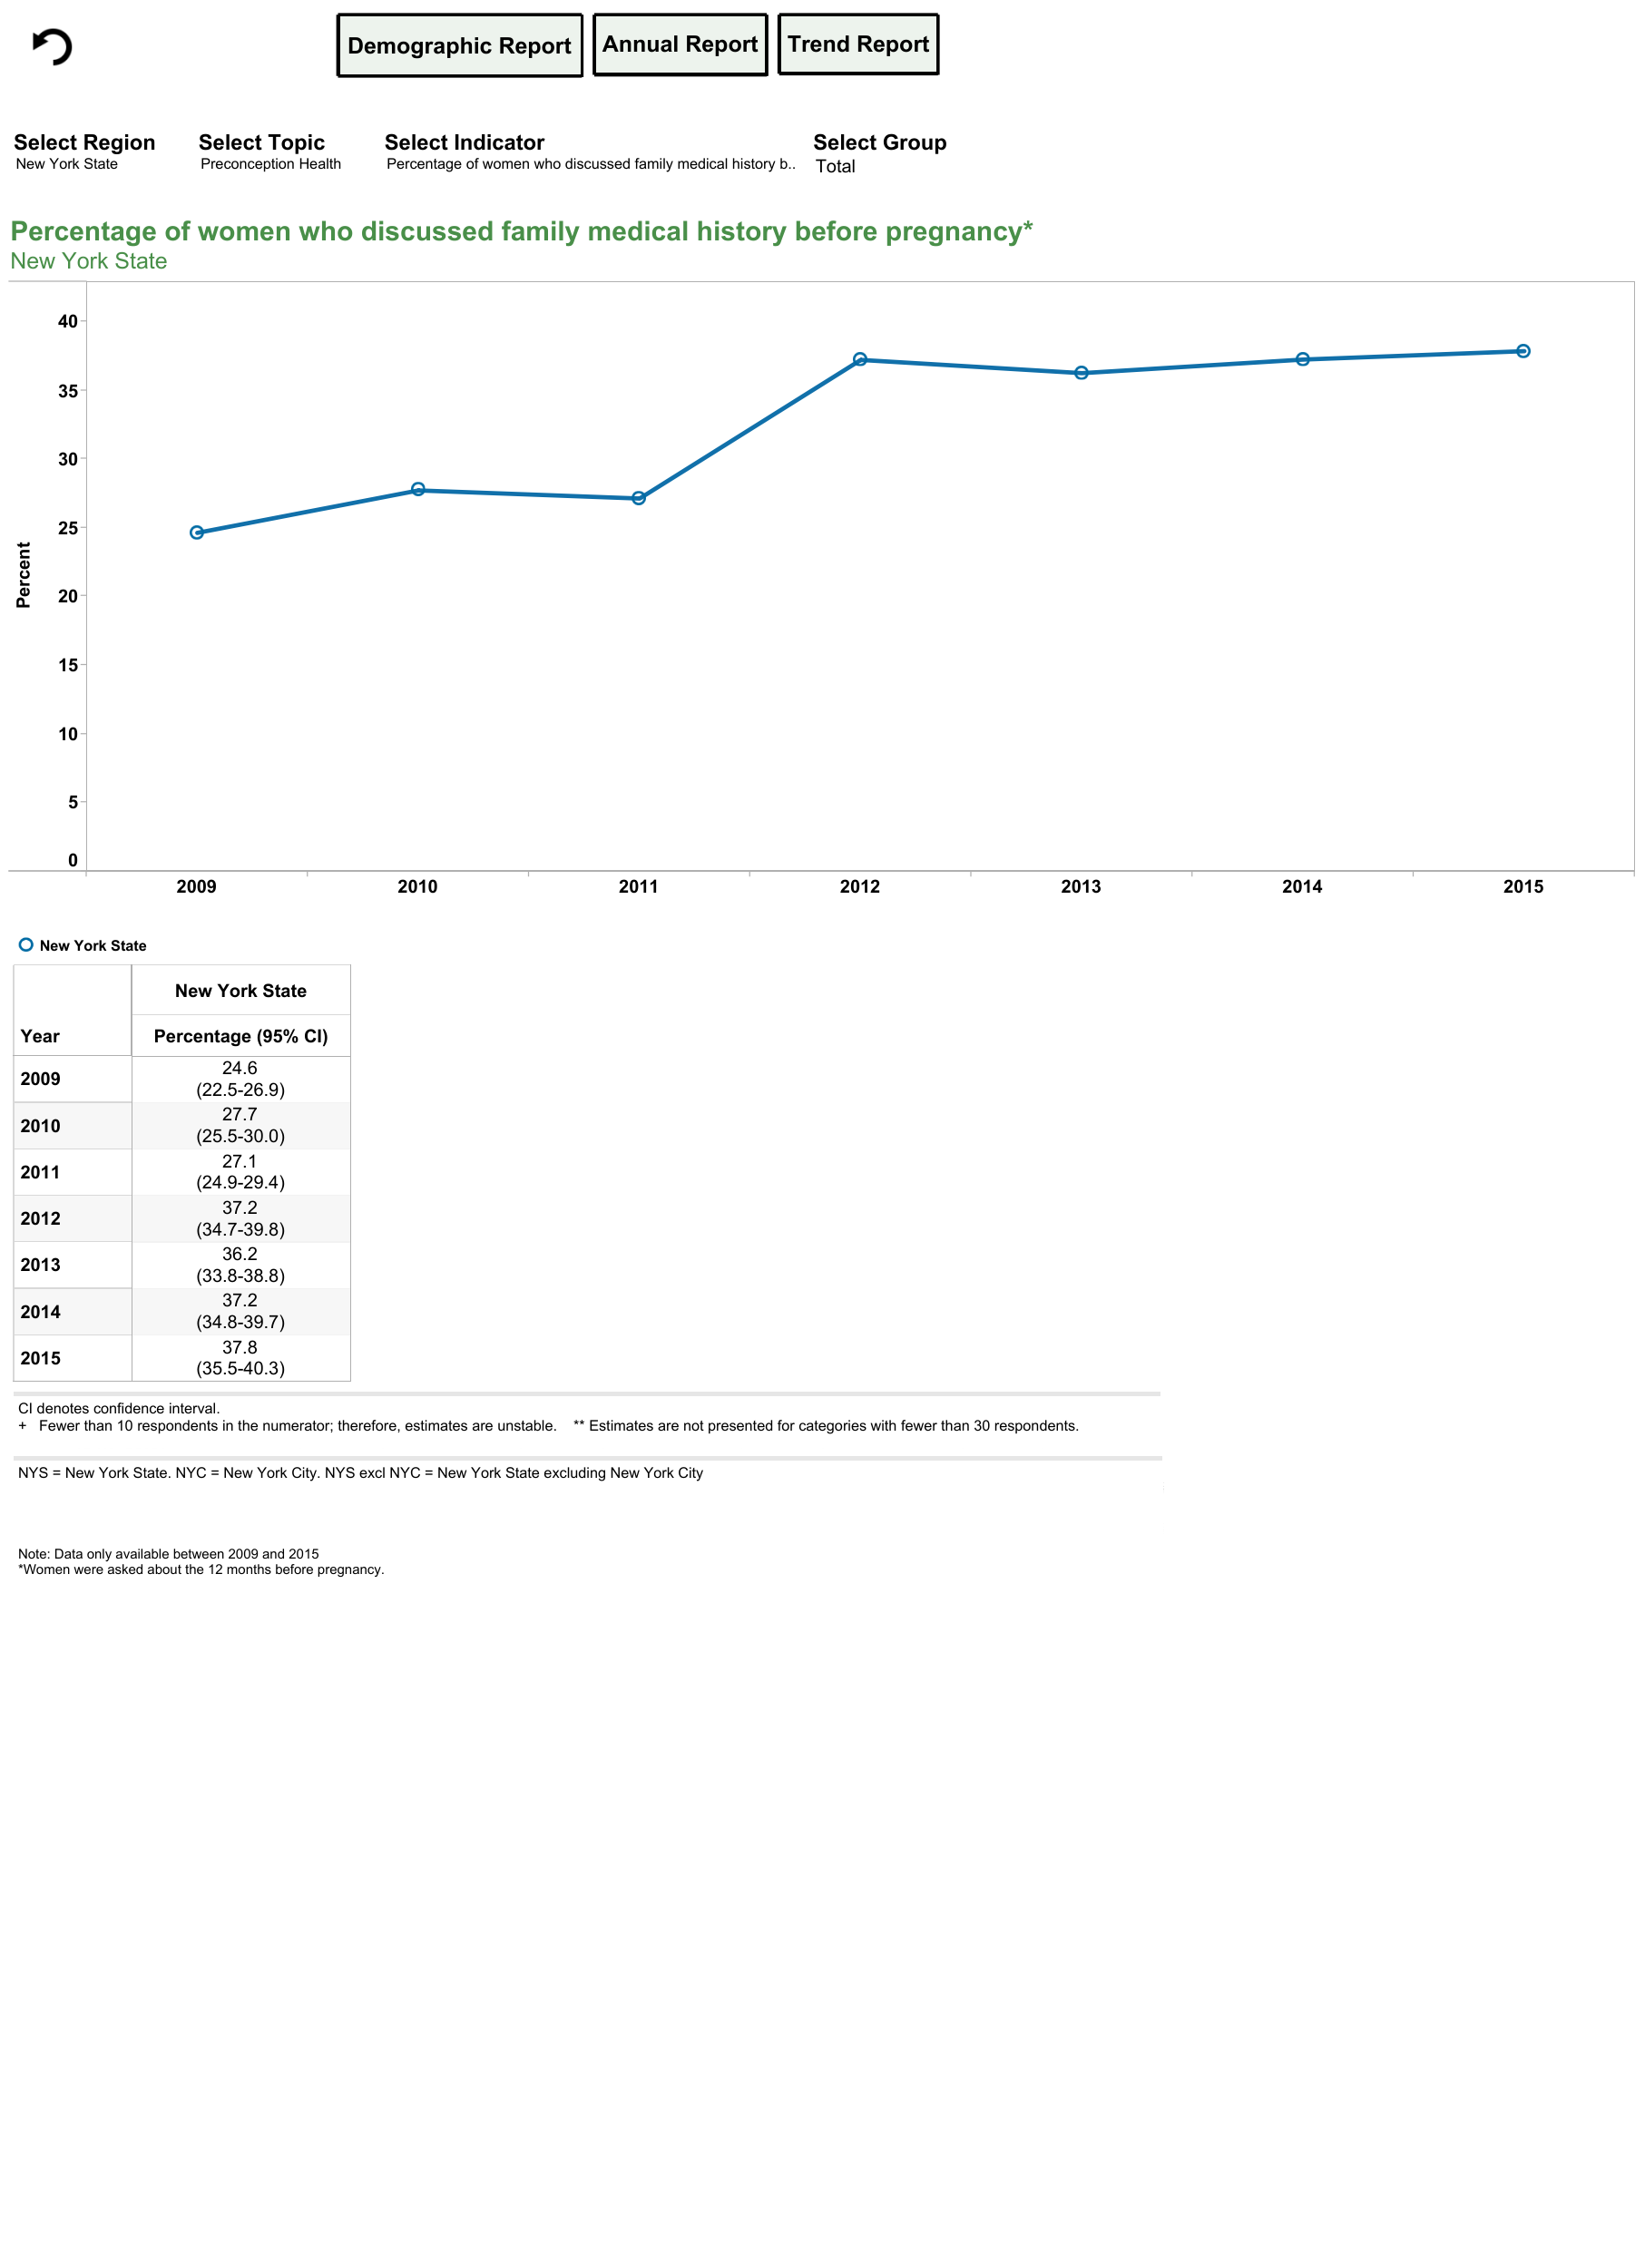 Demographic Report Annual Report Trend Report
Select Region Select Topic Select Indicator Select Group
New York State Preconception Health Percentage of women who discussed family medical history b.. Total
Percentage of women who discussed family medical history before pregnancy*
New York State
40
35
30
25
20
15
10
5
0
Percent
2009 2010 2011 2012 2013 2014 2015
New York State
New York State
Year Percentage (95% CI)
2009 24.6
(22.5-26.9)
2010 27.7
(25.5-30.0)
2011 27.1
(24.9-29.4)
2012 37.2
(34.7-39.8)
2013 36.2
(33.8-38.8)
2014 37.2
(34.8-39.7)
2015 37.8
(35.5-40.3)
CI denotes confidence interval.
+ Fewer than 10 respondents in the numerator; therefore, estimates are unstable. ** Estimates are not presented for categories with fewer than 30 respondents.
NYS = New York State. NYC = New York City. NYS excl NYC = New York State excluding New York City
Note: Data only available between 2009 and 2015
*Women were asked about the 12 months before pregnancy.